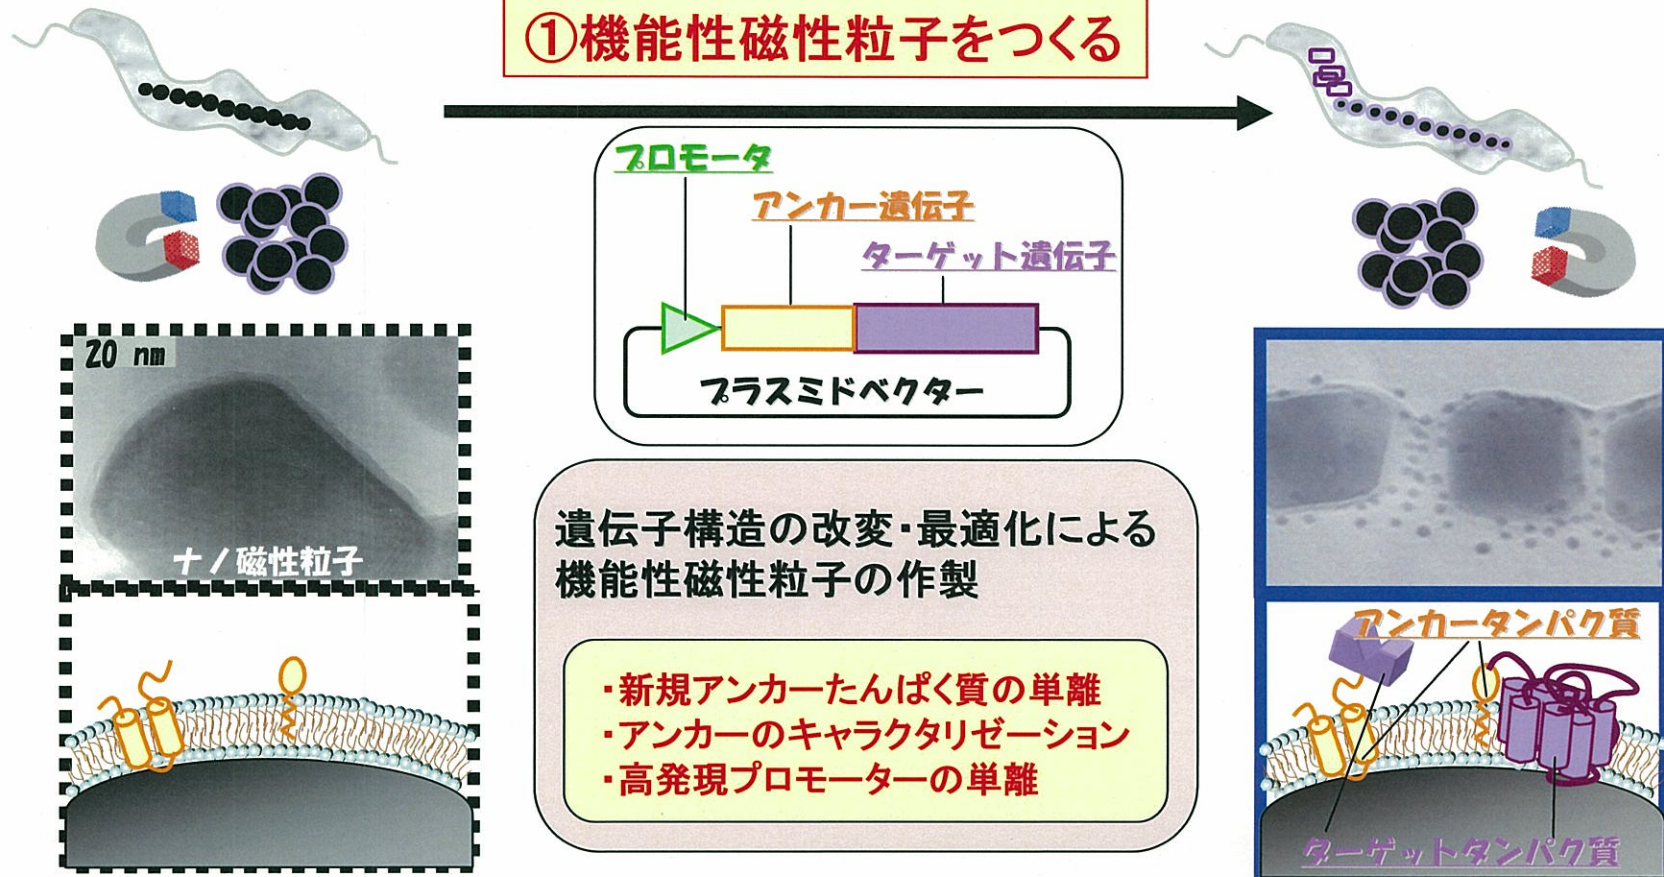 ①機能性磁性粒子をつくる
プロモータ
アンカー遺伝子
ターゲット遺伝子
プラスミドベクター
20 nm
ナノ磁性粒子
遺伝子構造の改変・最適化による
機能性磁性粒子の作製
・新規アンカーたんぱく質の単離
・アンカーのキャラクタリゼーション
・高発現プロモーターの単離
アンカータンパク質
ターゲットタンパク質